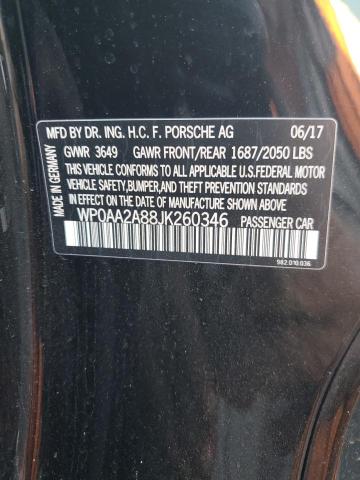 MFD BY DR. ING. H.C. F. PORSCHE AG 06/17
GVWR 3649 GAWR FRONT/REAR 1687/2050 LBS
THIS VEHICLE CONFORMS TO ALL APPLICABLE U.S. FEDERAL MOTOR
VEHICLE SAFETY, BUMPER, AND THEFT PREVENTION STANDARDS
IN EFFECT ON THE DATE OF MANUFACTURE SHOWN ABOVE
WP0AA2A88JK260346 PASSENGER CAR
982.010.036
MADE IN GERMANY